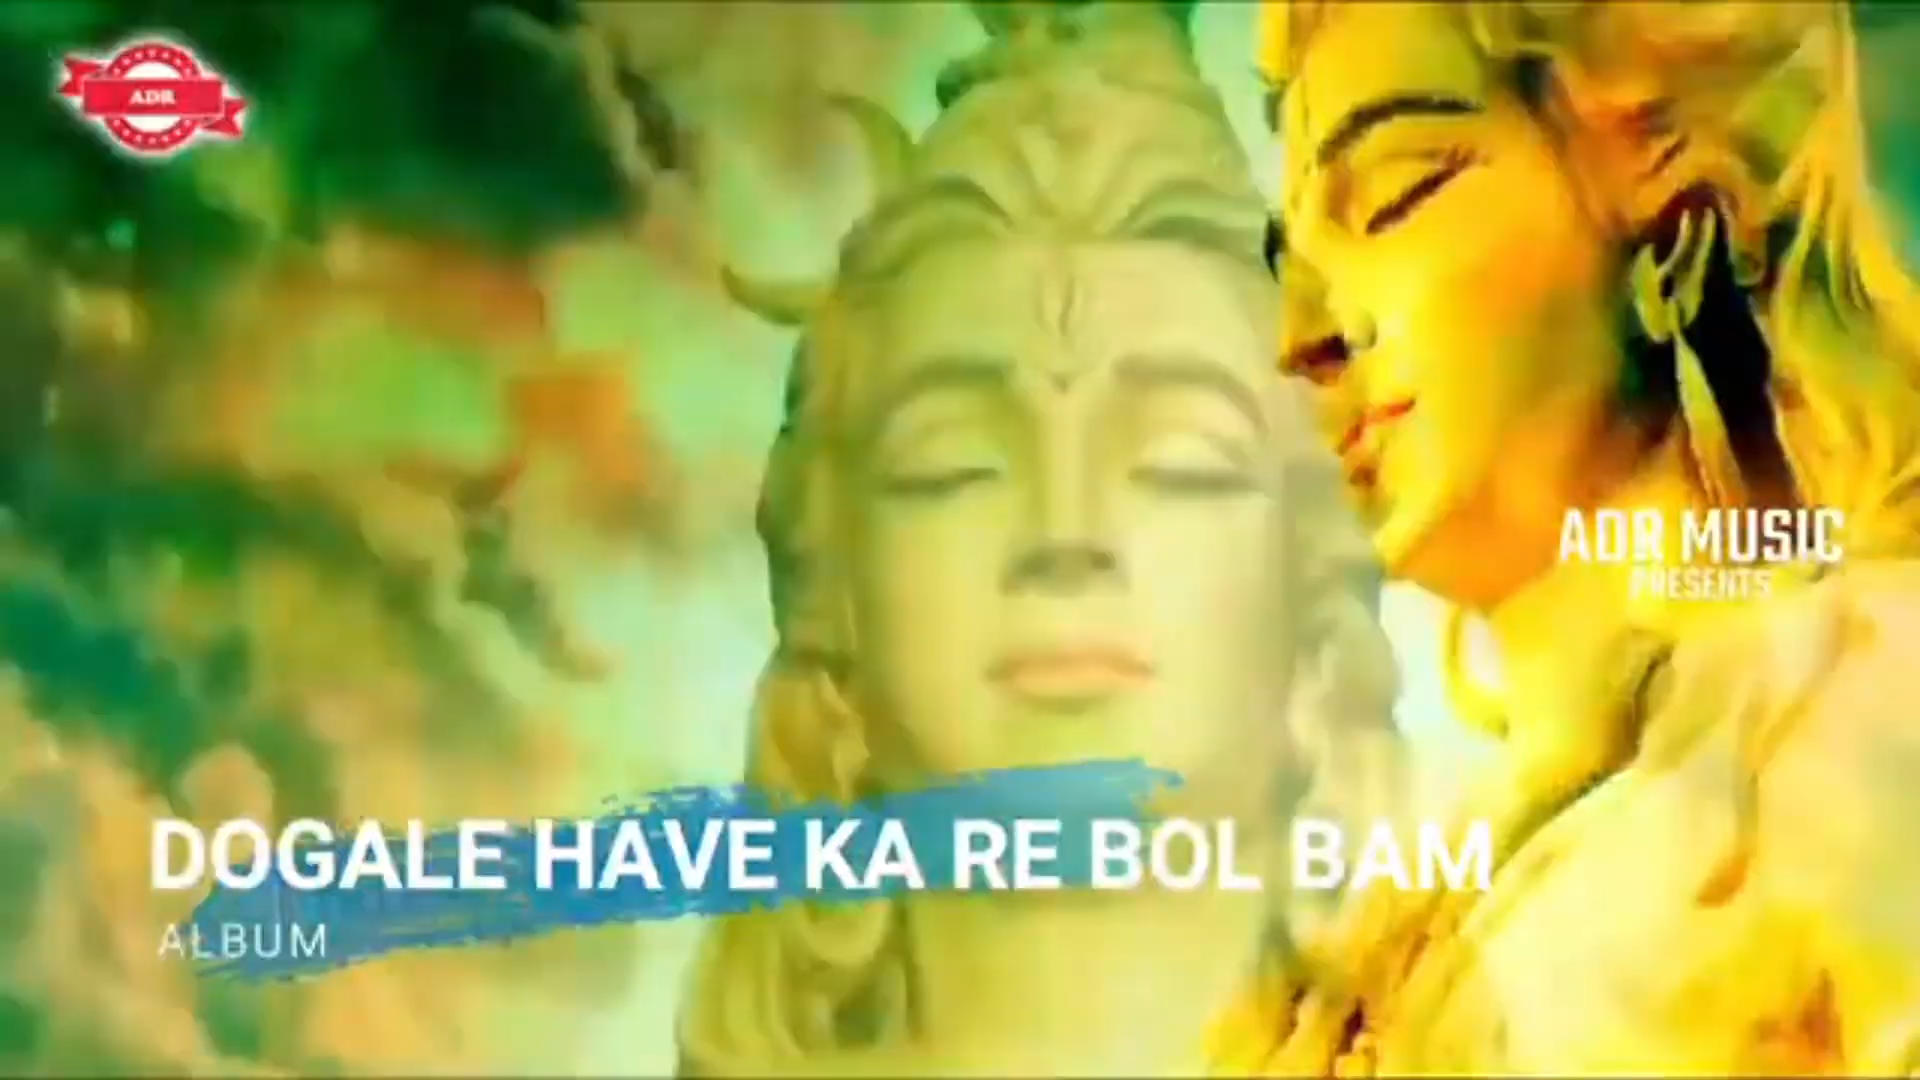 ADR
ADR MUSIC
PRESENTS
DOGALE HAVE KA RE BOL BAM
ALBUM